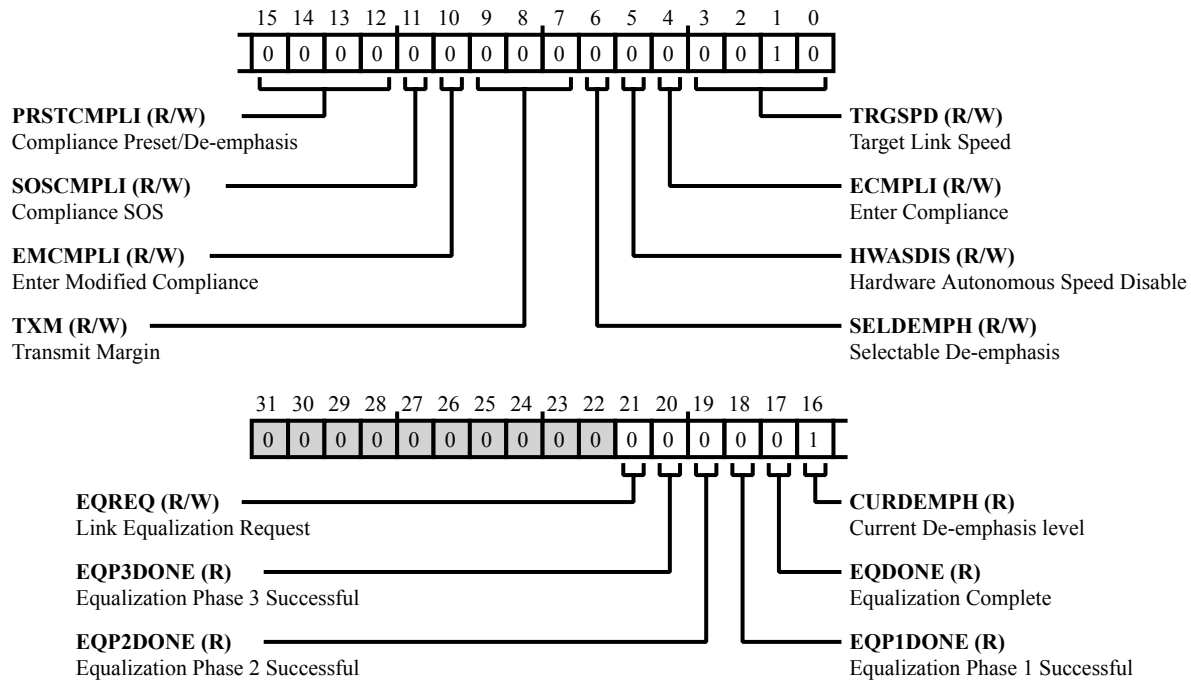 15 14 13 12 11 10 9 8 7 6 5 4 3 2 1 0
0 0 0 0 0 0 0 0 0 0 0 0 0 0 1 0
PRSTCMPLI (R/W)
Compliance Preset/De-emphasis
TRGSPD (R/W)
Target Link Speed
SOSCMPLI (R/W)
Compliance SOS
ECMPLI (R/W)
Enter Compliance
EMCMPLI (R/W)
Enter Modified Compliance
HWASDIS (R/W)
Hardware Autonomous Speed Disable
TXM (R/W)
Transmit Margin
SELDEMPH (R/W)
Selectable De-emphasis
31 30 29 28 27 26 25 24 23 22 21 20 19 18 17 16
0 0 0 0 0 0 0 0 0 0 0 0 0 0 0 1
EQREQ (R/W)
Link Equalization Request
CURDEMPH (R)
Current De-emphasis level
EQP3DONE (R)
Equalization Phase 3 Successful
EQDONE (R)
Equalization Complete
EQP2DONE (R)
Equalization Phase 2 Successful
EQP1DONE (R)
Equalization Phase 1 Successful